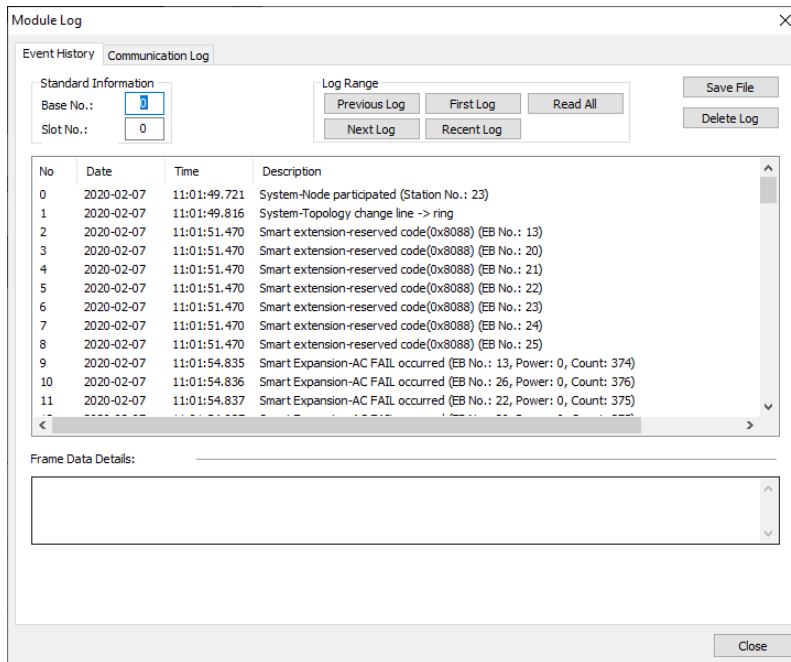 Module Log
Event History Communication Log
Standard Information
Base No.: 0
Slot No.: 0
Log Range
Previous Log First Log Read All
Next Log Recent Log
Save File
Delete Log
No Date Time Description
0 2020-02-07 11:01:49.721 System-Node participated (Station No.: 23)
1 2020-02-07 11:01:49.816 System-Topology change line -> ring
2 2020-02-07 11:01:51.470 Smart extension-reserved code(0x8088) (EB No.: 13)
3 2020-02-07 11:01:51.470 Smart extension-reserved code(0x8088) (EB No.: 20)
4 2020-02-07 11:01:51.470 Smart extension-reserved code(0x8088) (EB No.: 21)
5 2020-02-07 11:01:51.470 Smart extension-reserved code(0x8088) (EB No.: 22)
6 2020-02-07 11:01:51.470 Smart extension-reserved code(0x8088) (EB No.: 23)
7 2020-02-07 11:01:51.470 Smart extension-reserved code(0x8088) (EB No.: 24)
8 2020-02-07 11:01:51.470 Smart extension-reserved code(0x8088) (EB No.: 25)
9 2020-02-07 11:01:54.835 Smart Expansion-AC FAIL occurred (EB No.: 13, Power: 0, Count: 374)
10 2020-02-07 11:01:54.836 Smart Expansion-AC FAIL occurred (EB No.: 26, Power: 0, Count: 376)
11 2020-02-07 11:01:54.837 Smart Expansion-AC FAIL occurred (EB No.: 22, Power: 0, Count: 375)
Frame Data Details:
Close